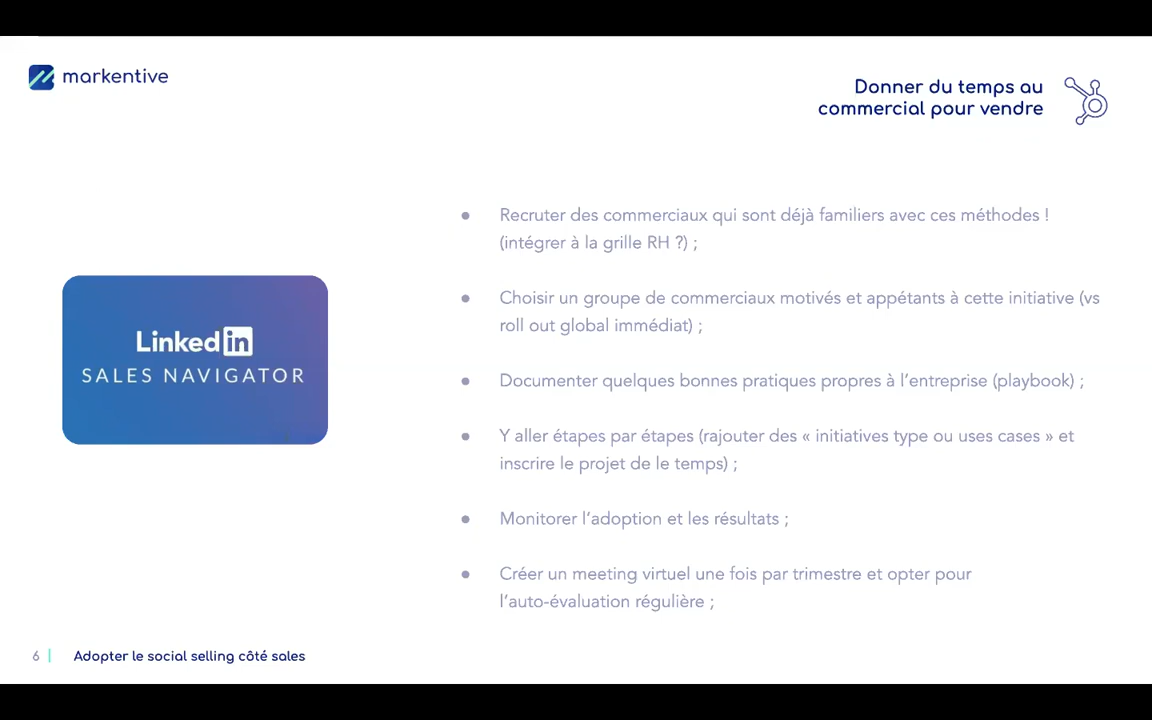 markentive
Donner du temps au
commercial pour vendre
● Recruter des commerciaux qui sont déjà familiers avec ces méthodes !
(intégrer à la grille RH ?) ;
● Choisir un groupe de commerciaux motivés et appétants à cette initiative (vs
roll out global immédiat) ;
● Documenter quelques bonnes pratiques propres à l’entreprise (playbook) ;
● Y aller étapes par étapes (rajouter des « initiatives type ou uses cases » et
inscrire le projet de le temps) ;
● Monitorer l’adoption et les résultats ;
● Créer un meeting virtuel une fois par trimestre et opter pour
l’auto-évaluation régulière ;
Linked in
SALES NAVIGATOR
6 | Adopter le social selling côté sales